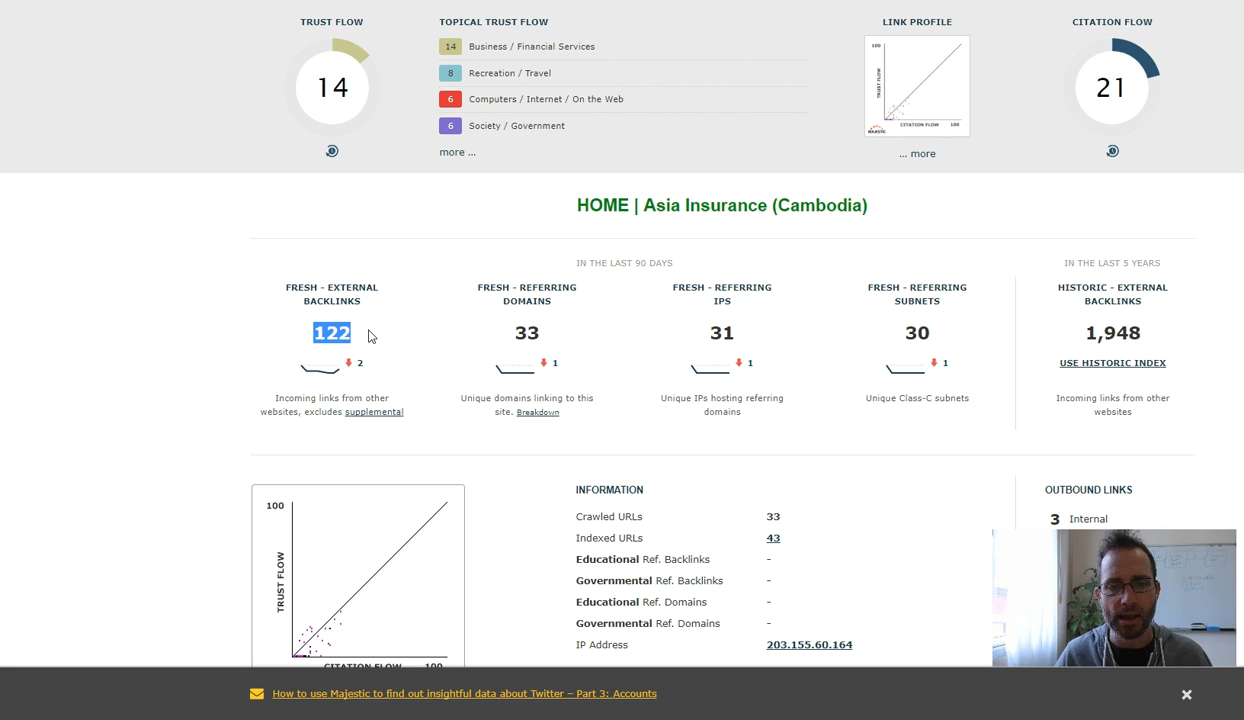 TRUST FLOW
14
TOPICAL TRUST FLOW
14 Business / Financial Services
8 Recreation / Travel
6 Computers / Internet / On the Web
6 Society / Government
more ...
LINK PROFILE
100
TRUST FLOW
MAJESTIC
CITATION FLOW 100
... more
CITATION FLOW
21
HOME | Asia Insurance (Cambodia)
IN THE LAST 90 DAYS
IN THE LAST 5 YEARS
FRESH - EXTERNAL
BACKLINKS
122
2
Incoming links from other
websites, excludes supplemental
FRESH - REFERRING
DOMAINS
33
1
Unique domains linking to this
site. Breakdown
FRESH - REFERRING
IPS
31
1
Unique IPs hosting referring
domains
FRESH - REFERRING
SUBNETS
30
1
Unique Class-C subnets
HISTORIC - EXTERNAL
BACKLINKS
1,948
USE HISTORIC INDEX
Incoming links from other
websites
100
TRUST FLOW
CITATION FLOW 100
INFORMATION
Crawled URLs 33
Indexed URLs 43
Educational Ref. Backlinks -
Governmental Ref. Backlinks -
Educational Ref. Domains -
Governmental Ref. Domains -
IP Address 203.155.60.164
OUTBOUND LINKS
3 Internal
How to use Majestic to find out insightful data about Twitter – Part 3: Accounts